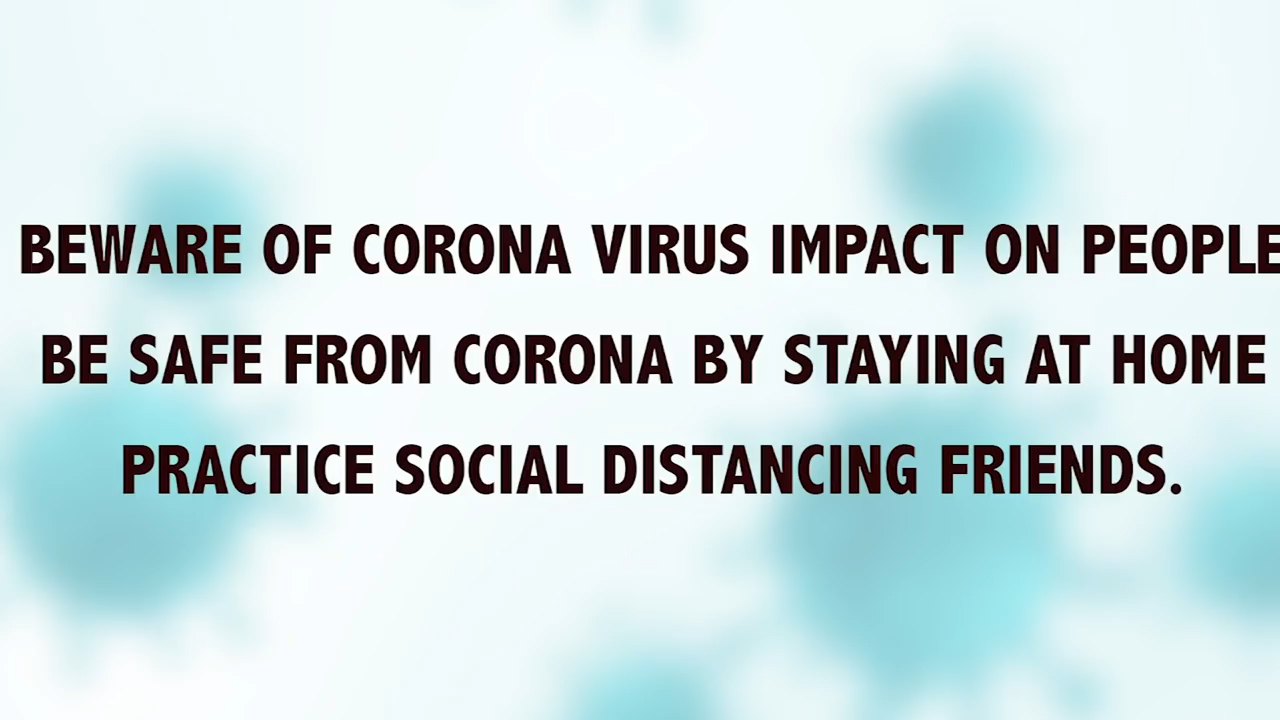 BEWARE OF CORONA VIRUS IMPACT ON PEOPLE
BE SAFE FROM CORONA BY STAYING AT HOME
PRACTICE SOCIAL DISTANCING FRIENDS.